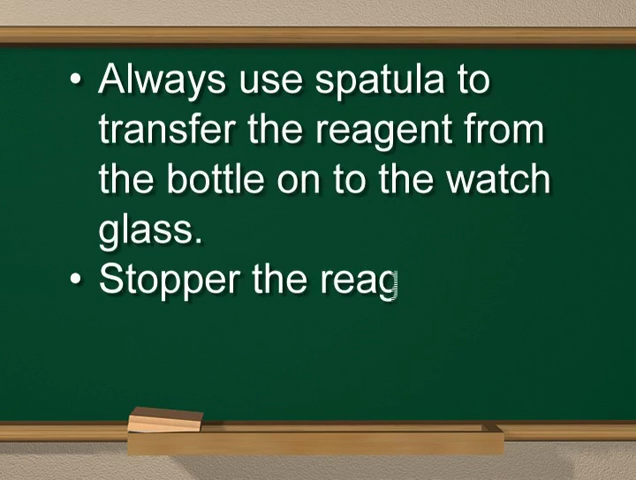 • Always use spatula to
transfer the reagent from
the bottle on to the watch
glass.
• Stopper the reag